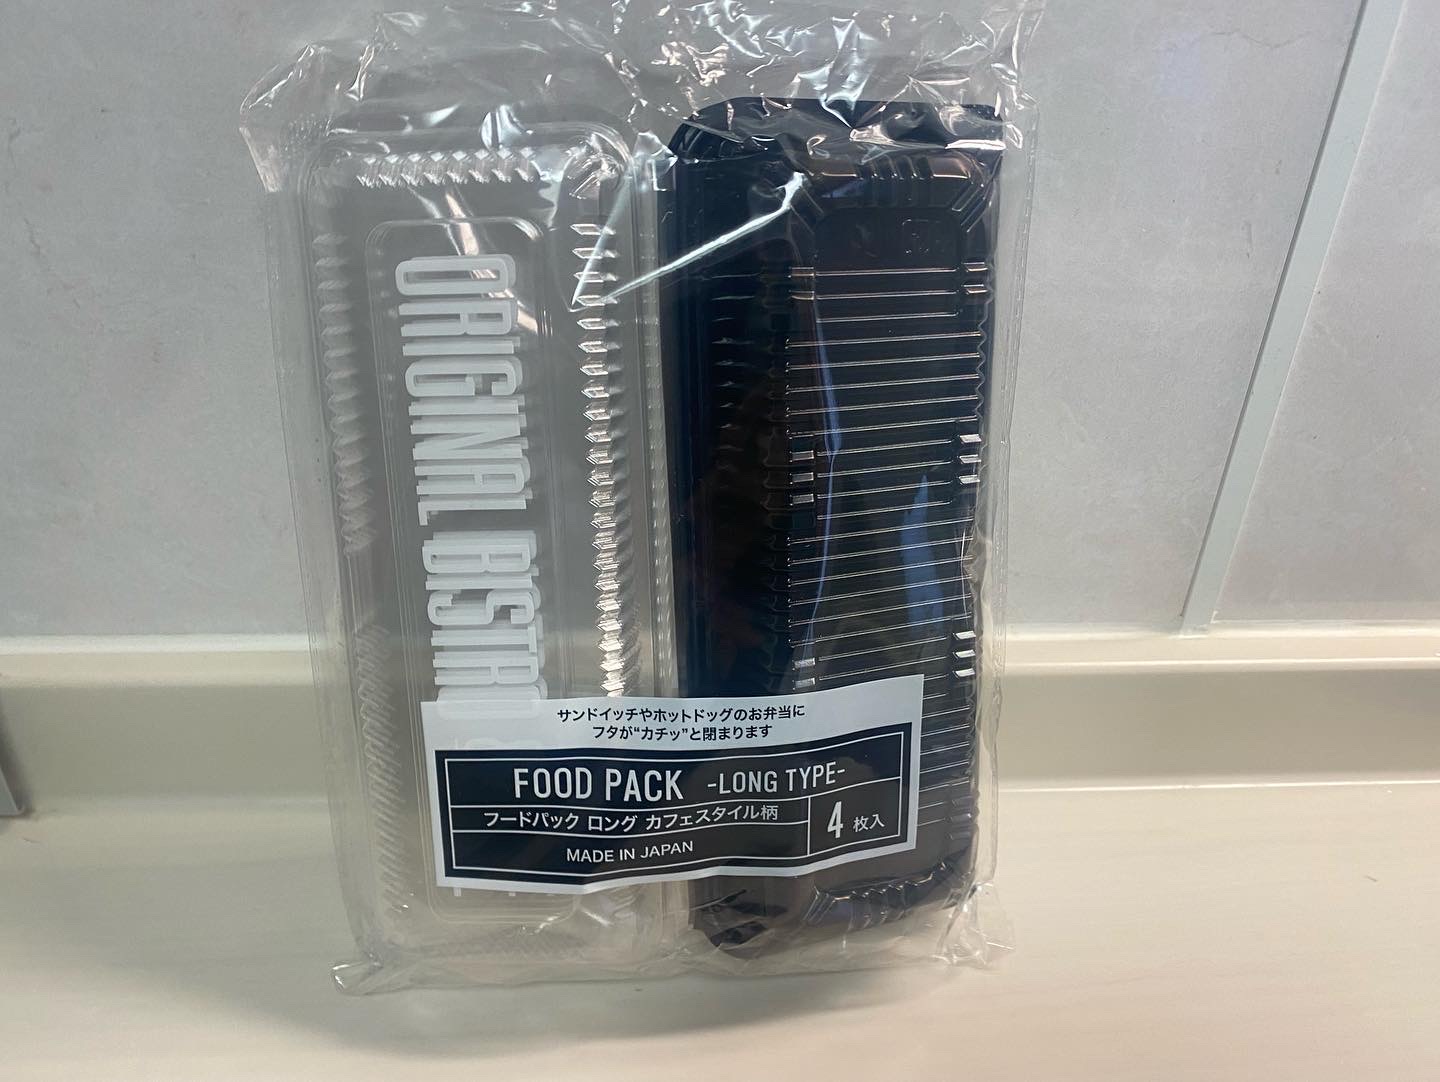 ORIGINAL BISTRO
サンドイッチやホットドッグのお弁当に
フタが“カチッ”と閉まります
FOOD PACK -LONG TYPE-
フードパック ロング カフェスタイル柄
4 枚入
MADE IN JAPAN